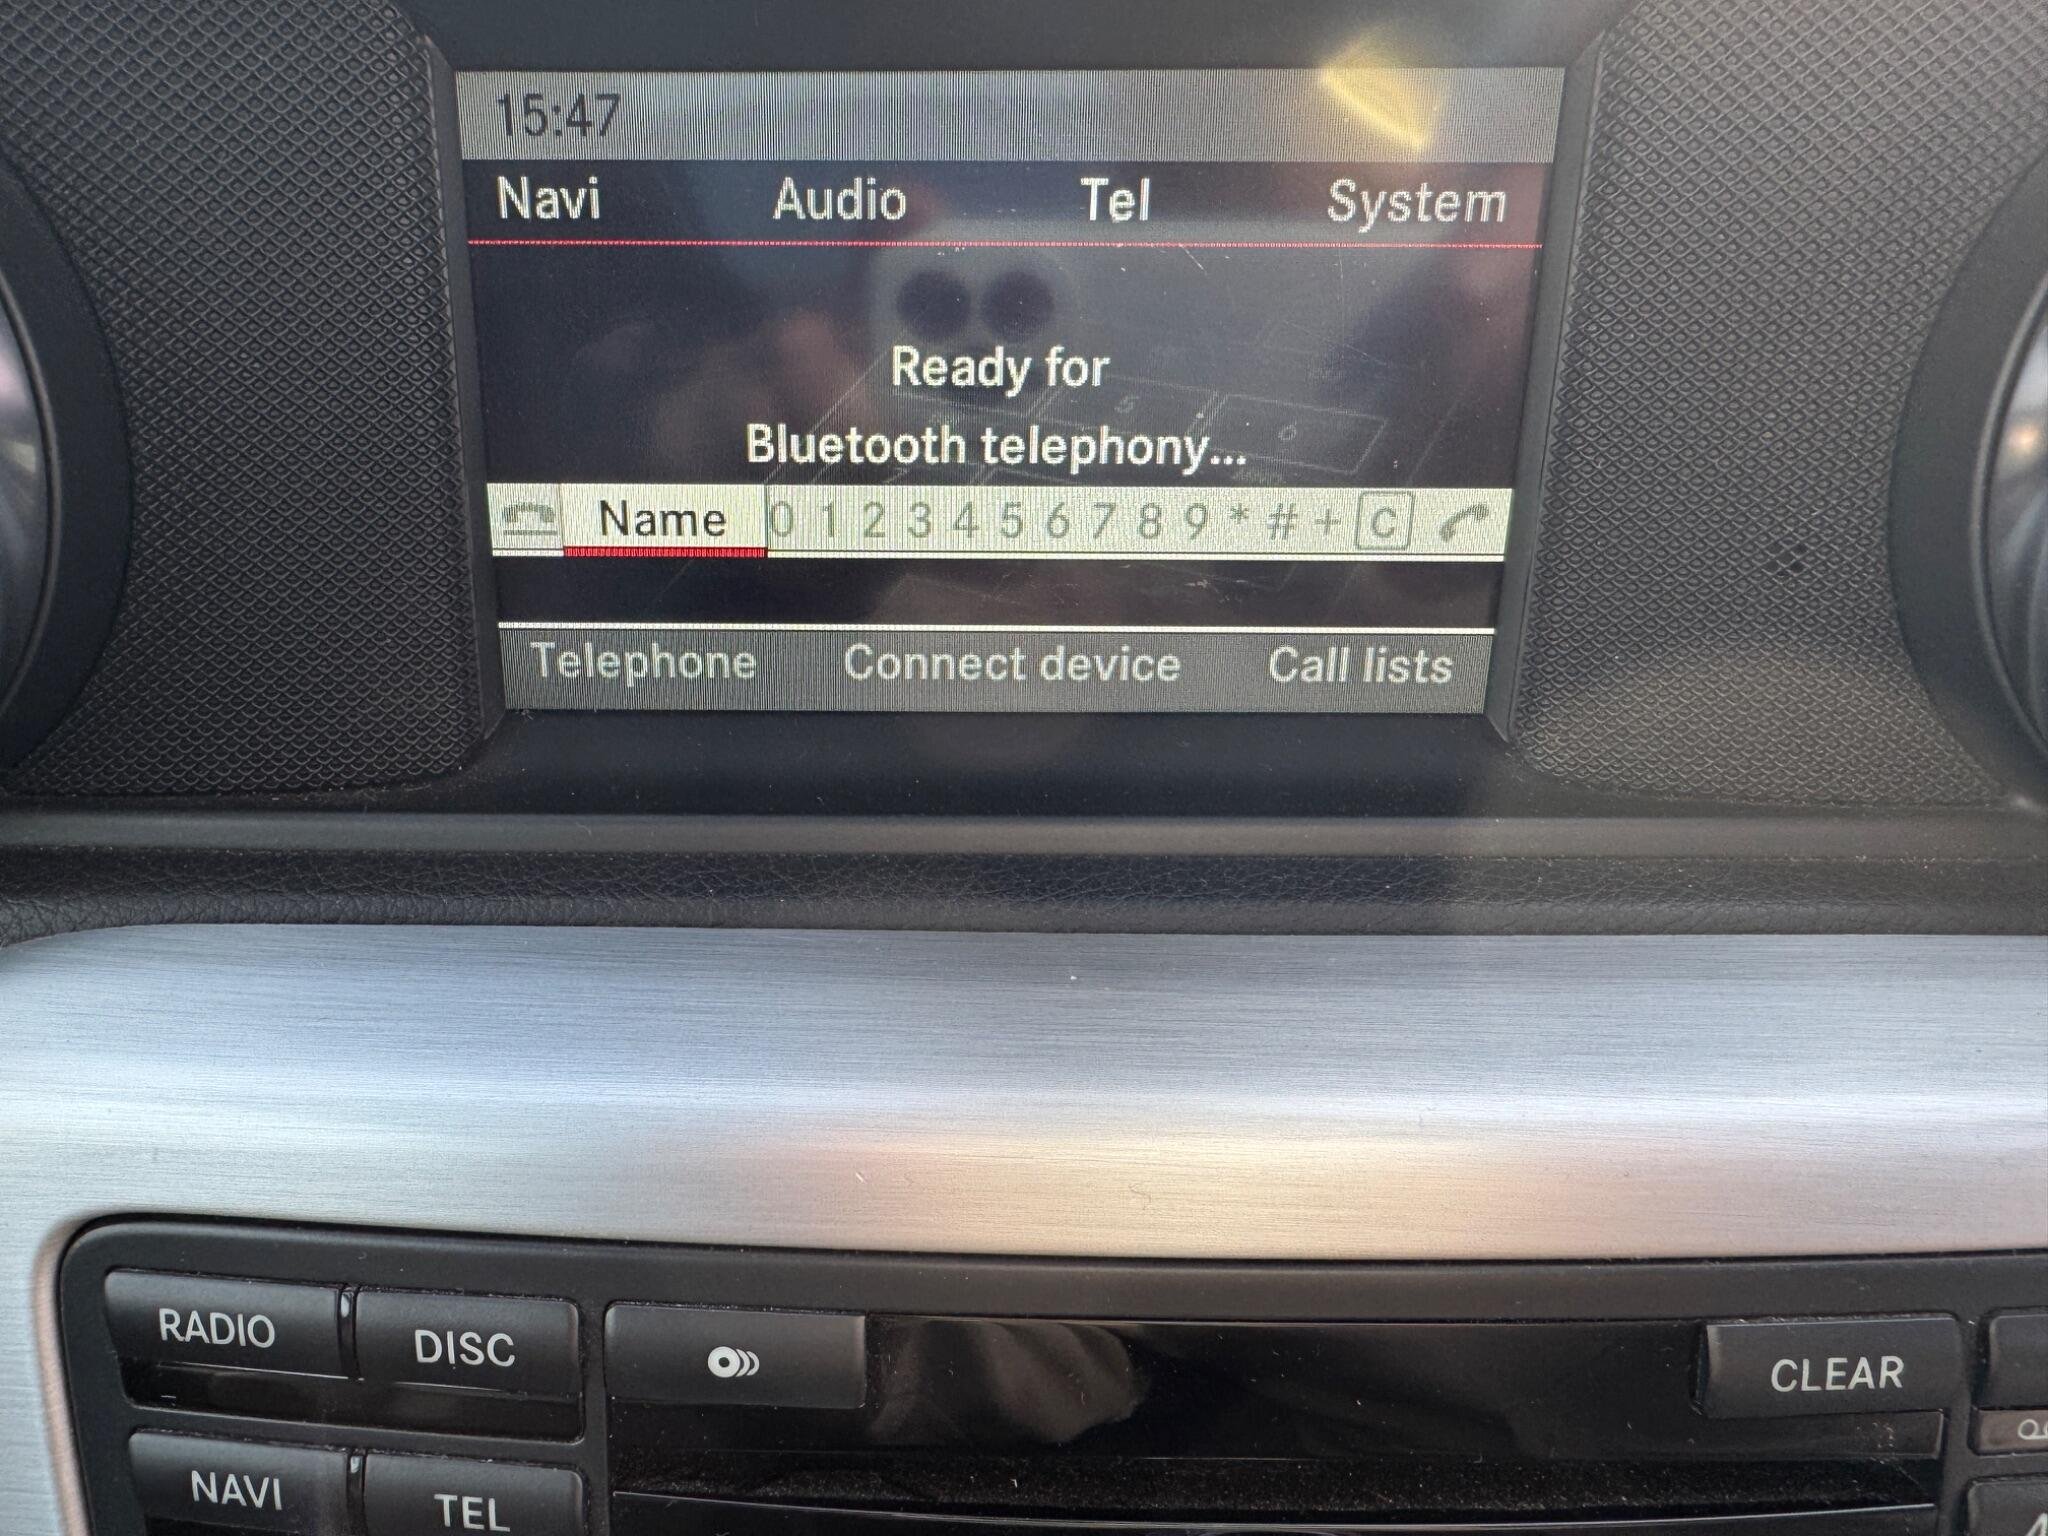 15:47
Navi Audio Tel System
Ready for
Bluetooth telephony...
Name 0 1 2 3 4 5 6 7 8 9 * # + C
Telephone Connect device Call lists
RADIO DISC CLEAR
NAVI TEL